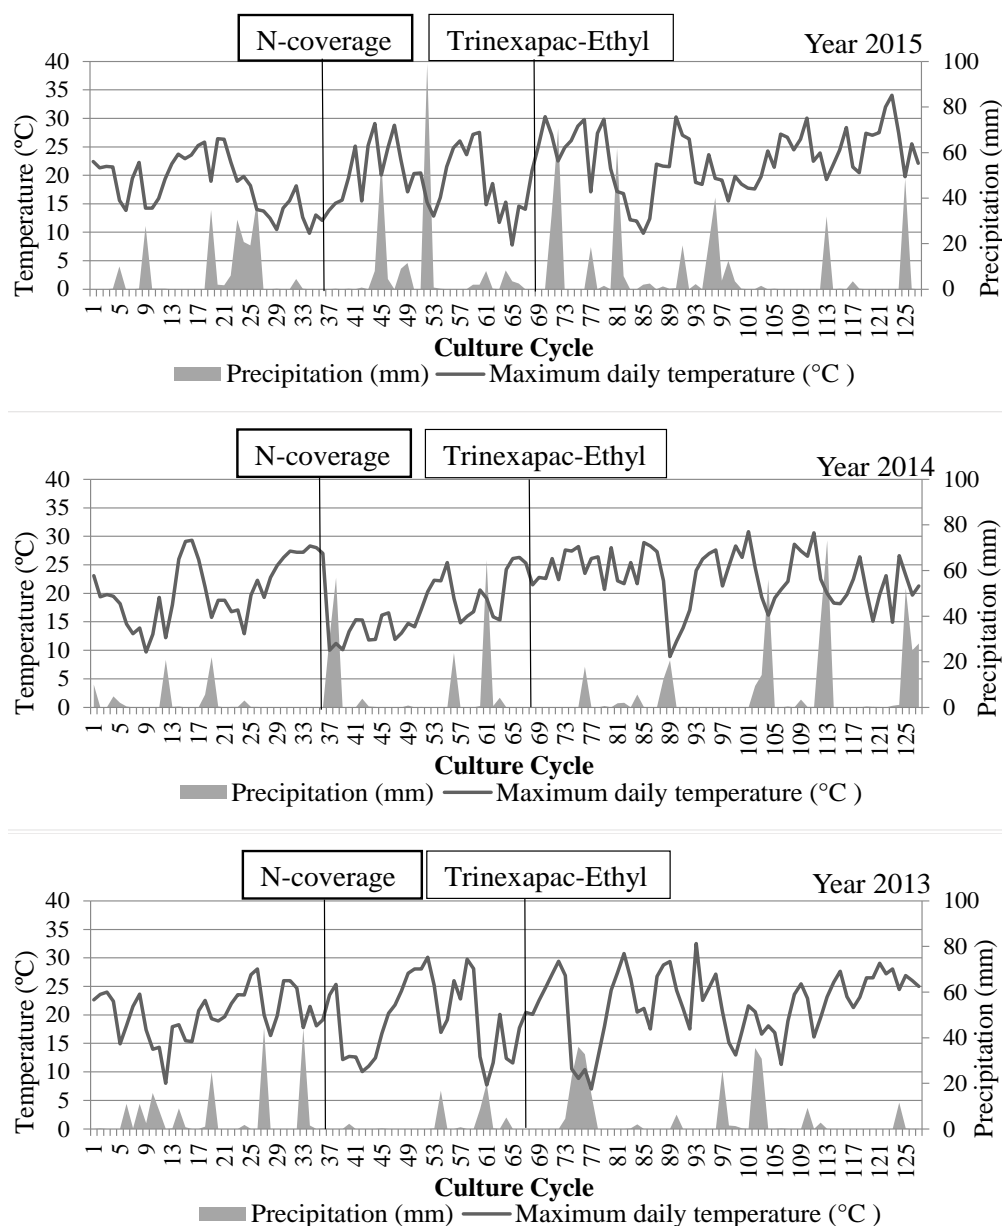 N-coverage Trinexapac-Ethyl Year 2015
40 100
35
30 80
25 60
20
15 40
10 20
5
0 0
Temperature (ºC)
Precipitation (mm)
1 5 9 13 17 21 25 29 33 37 41 45 49 53 57 61 65 69 73 77 81 85 89 93 97 101 105 109 113 117 121 125
Culture Cycle
Precipitation (mm) Maximum daily temperature (°C )
N-coverage Trinexapac-Ethyl Year 2014
40 100
35
30 80
25 60
20
15 40
10 20
5
0 0
Temperature (ºC)
Precipitation (mm)
1 5 9 13 17 21 25 29 33 37 41 45 49 53 57 61 65 69 73 77 81 85 89 93 97 101 105 109 113 117 121 125
Culture Cycle
Precipitation (mm) Maximum daily temperature (°C )
N-coverage Trinexapac-Ethyl Year 2013
40 100
35
30 80
25 60
20
15 40
10 20
5
0 0
Temperature (ºC)
Precipitation (mm)
1 5 9 13 17 21 25 29 33 37 41 45 49 53 57 61 65 69 73 77 81 85 89 93 97 101 105 109 113 117 121 125
Culture Cycle
Precipitation (mm) Maximum daily temperature (°C )